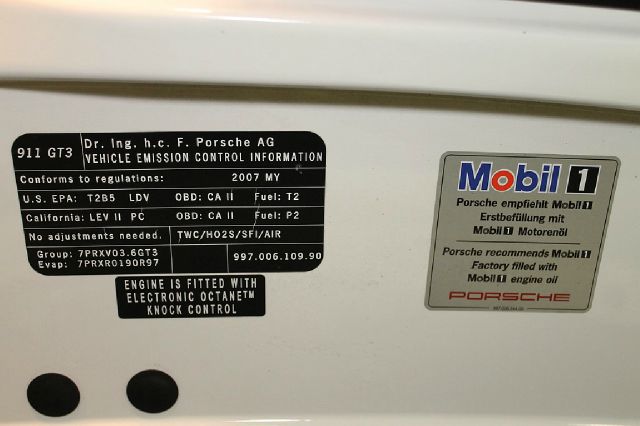 911 GT3 Dr. Ing. h.c. F. Porsche AG
VEHICLE EMISSION CONTROL INFORMATION
Conforms to regulations: 2007 MY
U.S. EPA: T2B5 LDV OBD: CA II Fuel: T2
California: LEV II PC OBD: CA II Fuel: P2
No adjustments needed. TWC/HO2S/SFI/AIR
Group: 7PRXV03.6GT3
Evap: 7PRXR0190R97
997.006.109.90
ENGINE IS FITTED WITH
ELECTRONIC OCTANE™
KNOCK CONTROL
Mobil 1
Porsche empfiehlt Mobil 1
Erstbefüllung mit
Mobil 1 Motorenöl
Porsche recommends Mobil 1
Factory filled with
Mobil 1 engine oil
PORSCHE